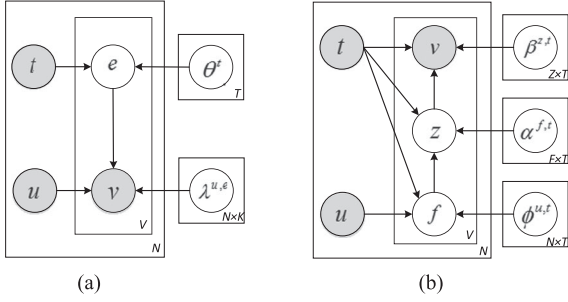 t e θ^t T
u v λ^{u,e} N×K
V
N
(a)
t v β^{z,t} Z×T
z α^{f,t} F×T
u f ϕ^{u,t} N×T
V
N
(b)